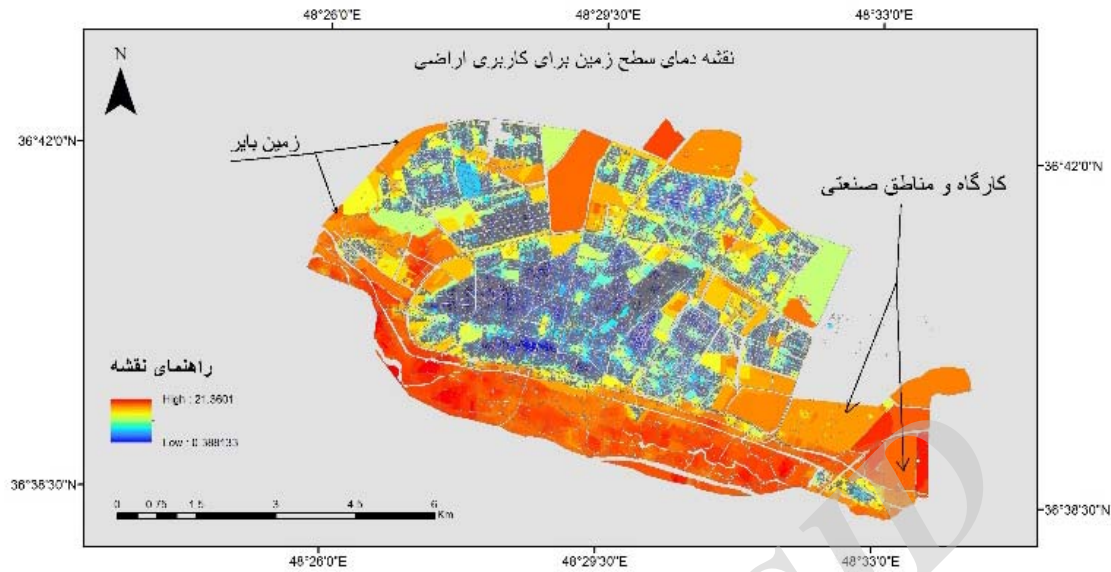 48°26'0"E 48°29'30"E 48°33'0"E
نقشه دمای سطح زمین برای کاربری اراضی
N
36°42'0"N
36°42'0"N
زمین بایر
کارگاه و مناطق صنعتی
راهنمای نقشه
High : 21.3601
Low : 0.388133
36°38'30"N
36°38'30"N
0 0.75 1.5 3 4.5 6
Km
48°26'0"E 48°29'30"E 48°33'0"E
SID